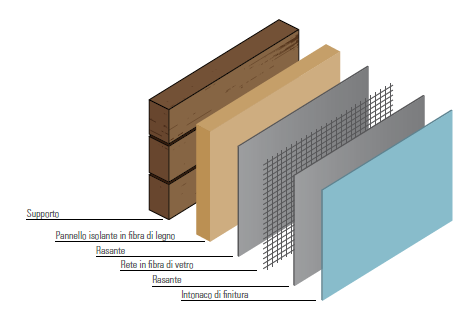 Supporto
Pannello isolante in fibra di legno
Rasante
Rete in fibra di vetro
Rasante
Intonaco di finitura